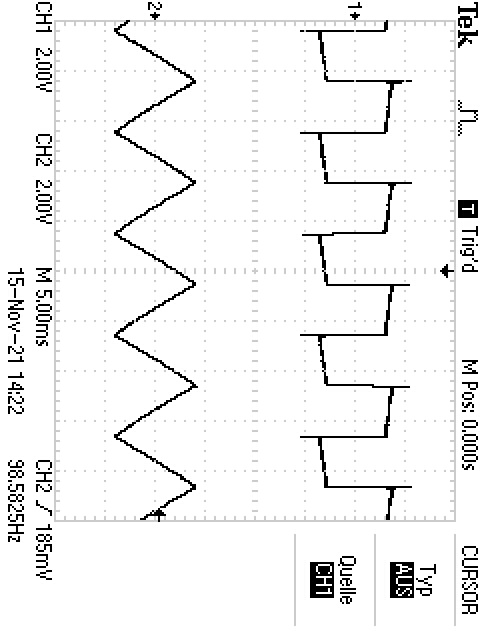 Tek T Trig'd M Pos: 0.000s CURSOR
Typ
AUS
1
Quelle
CH1
2
CH1 2.00V CH2 2.00V M 5.00ms CH2 185mV
15-Nov-21 14:22 98.5825Hz